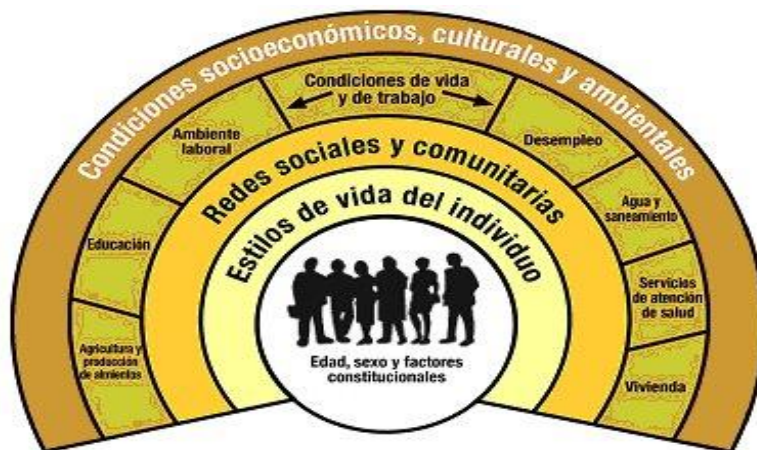 Condiciones socioeconómicos, culturales y ambientales
Condiciones de vida
y de trabajo
Ambiente
laboral
Desempleo
Redes sociales y comunitarias
Agua y
saneamiento
Educación
Estilos de vida del individuo
Servicios
de atención
de salud
Agricultura y
producción
de alimientos
Edad, sexo y factores
constitucionales
Vivienda